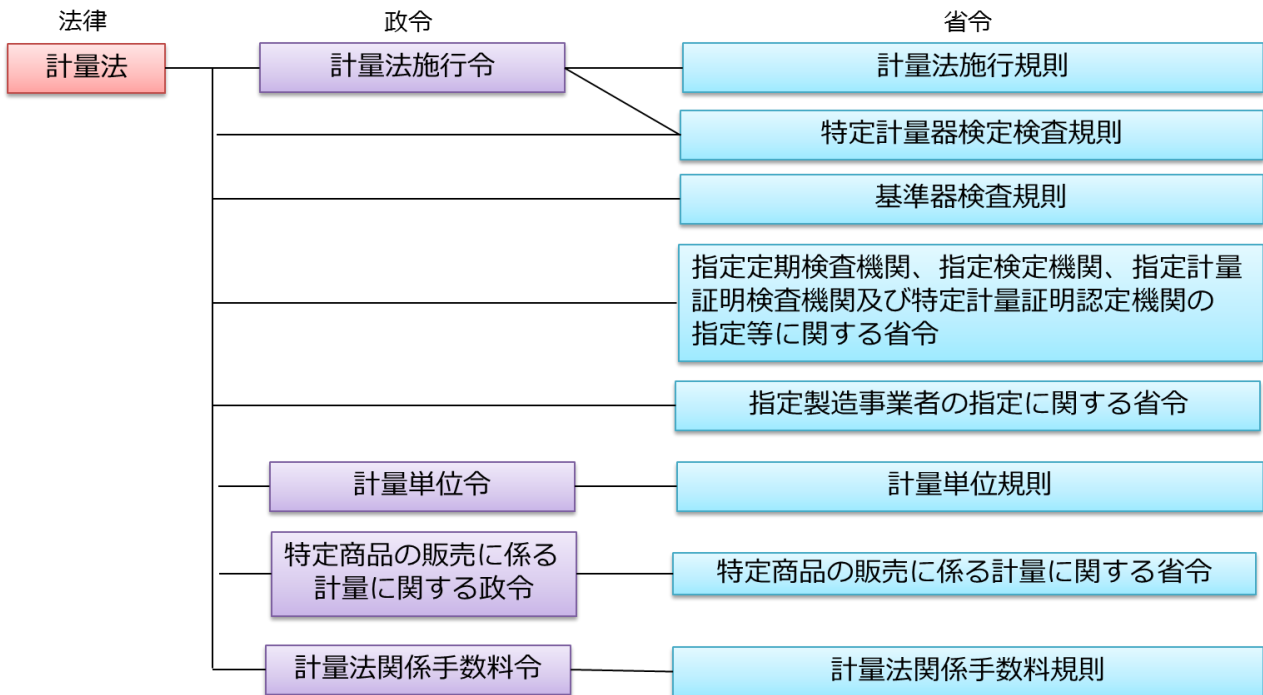 法律
政令
省令
計量法
計量法施行令
計量法施行規則
特定計量器検定検査規則
基準器検査規則
指定定期検査機関、指定検定機関、指定計量
証明検査機関及び特定計量証明認定機関の
指定等に関する省令
指定製造事業者の指定に関する省令
計量単位令
計量単位規則
特定商品の販売に係る
計量に関する政令
特定商品の販売に係る計量に関する省令
計量法関係手数料令
計量法関係手数料規則